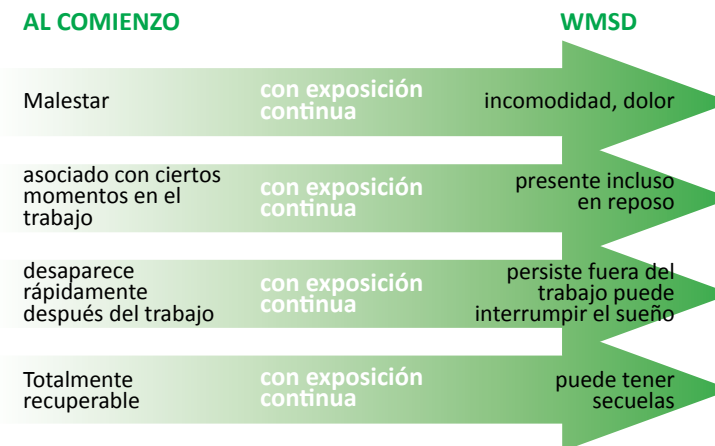 AL COMIENZO
WMSD
Malestar
con exposición
continua
incomodidad, dolor
asociado con ciertos
momentos en el
trabajo
con exposición
continua
presente incluso
en reposo
desaparece
rápidamente
después del trabajo
con exposición
continua
persiste fuera del
trabajo puede
interrumpir el sueño
Totalmente
recuperable
con exposición
continua
puede tener
secuelas